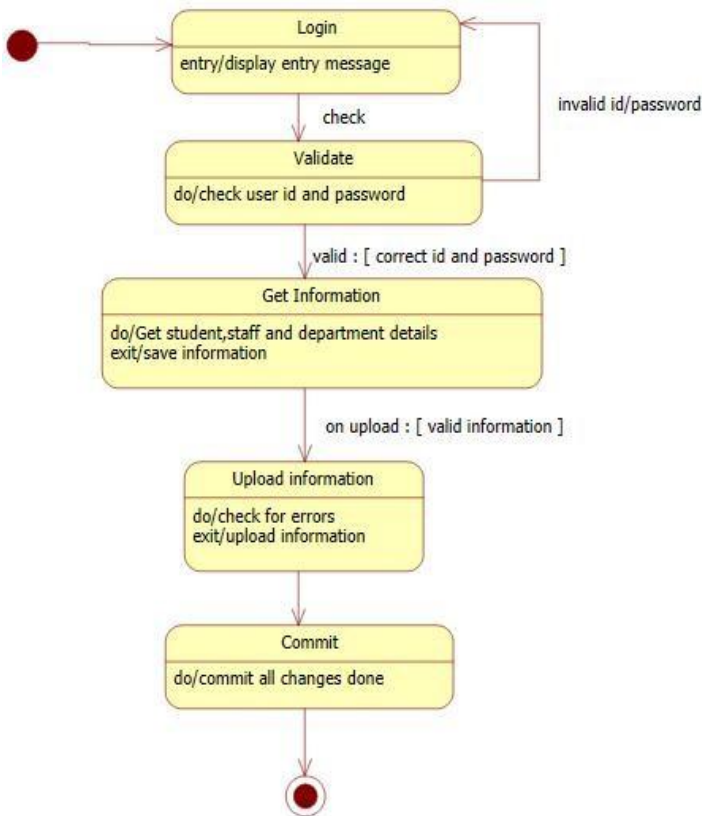 Login
entry/display entry message
check
invalid id/password
Validate
do/check user id and password
valid : [ correct id and password ]
Get Information
do/Get student,staff and department details
exit/save information
on upload : [ valid information ]
Upload information
do/check for errors
exit/upload information
Commit
do/commit all changes done